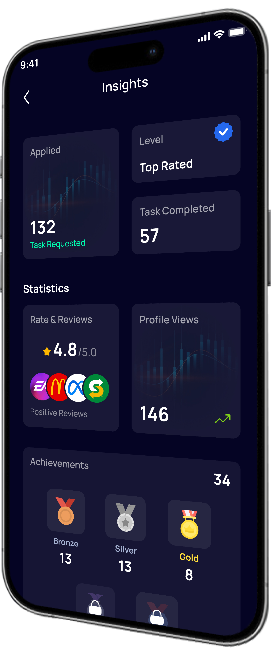 9:41
Insights
Applied
132
Task Requested
Level
Top Rated
Task Completed
57
Statistics
Rate & Reviews
4.8/5.0
Positive Reviews
Profile Views
146
Achievements
34
Bronze
13
Silver
13
Gold
8